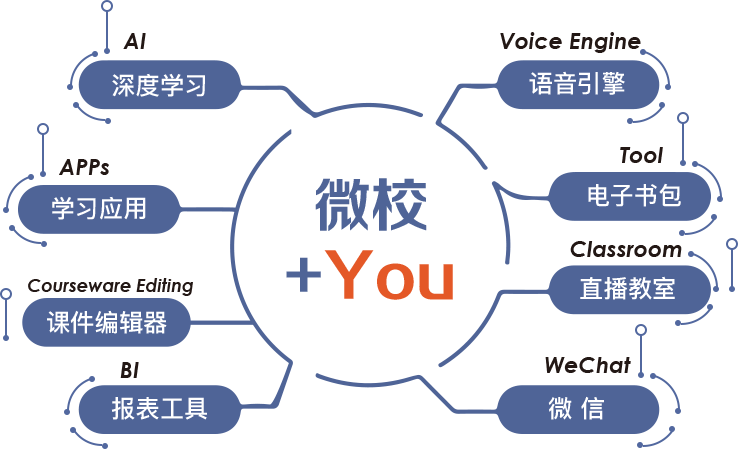 AI
深度学习
APPs
学习应用
Courseware Editing
课件编辑器
BI
报表工具
微校
+You
Voice Engine
语音引擎
Tool
电子书包
Classroom
直播教室
WeChat
微 信